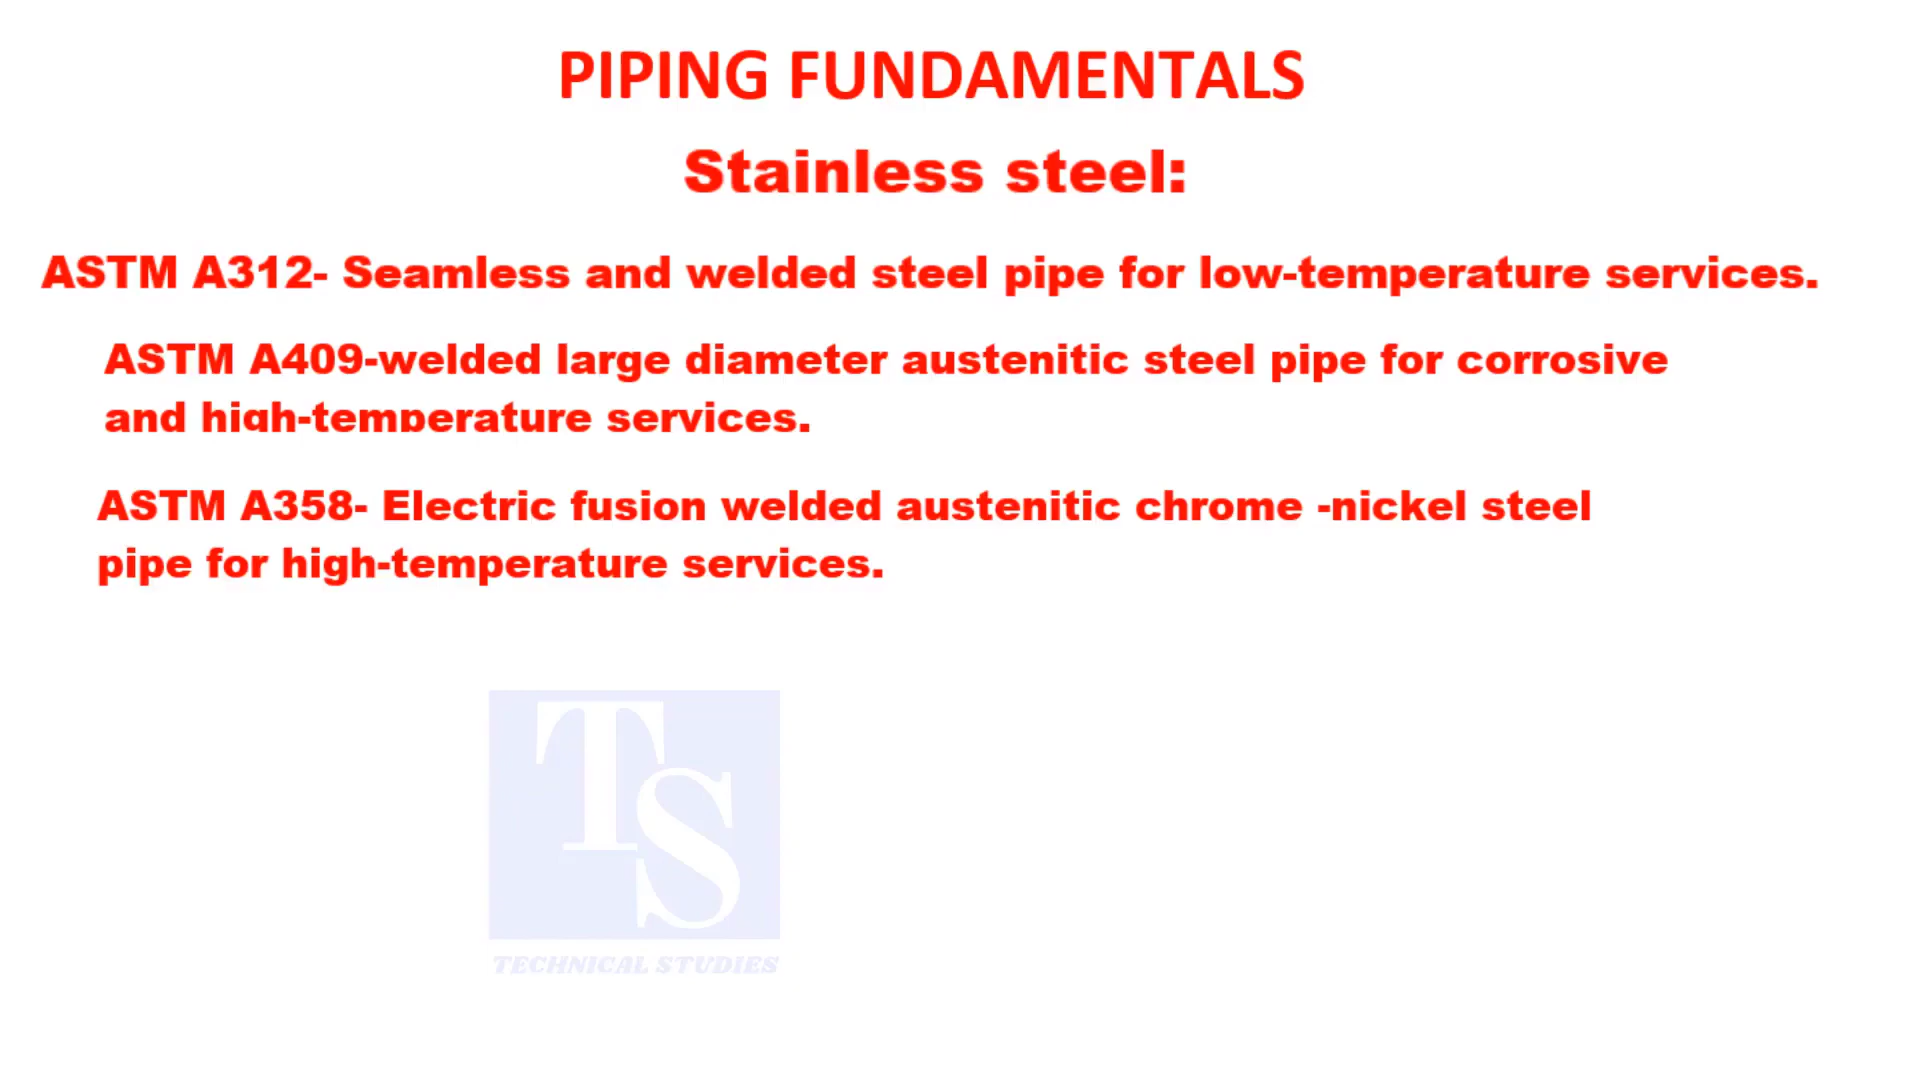 PIPING FUNDAMENTALS
Stainless steel:
ASTM A312- Seamless and welded steel pipe for low-temperature services.
ASTM A409-welded large diameter austenitic steel pipe for corrosive
and high-temperature services.
ASTM A358- Electric fusion welded austenitic chrome -nickel steel
pipe for high-temperature services.
TS
TECHNICAL STUDIES